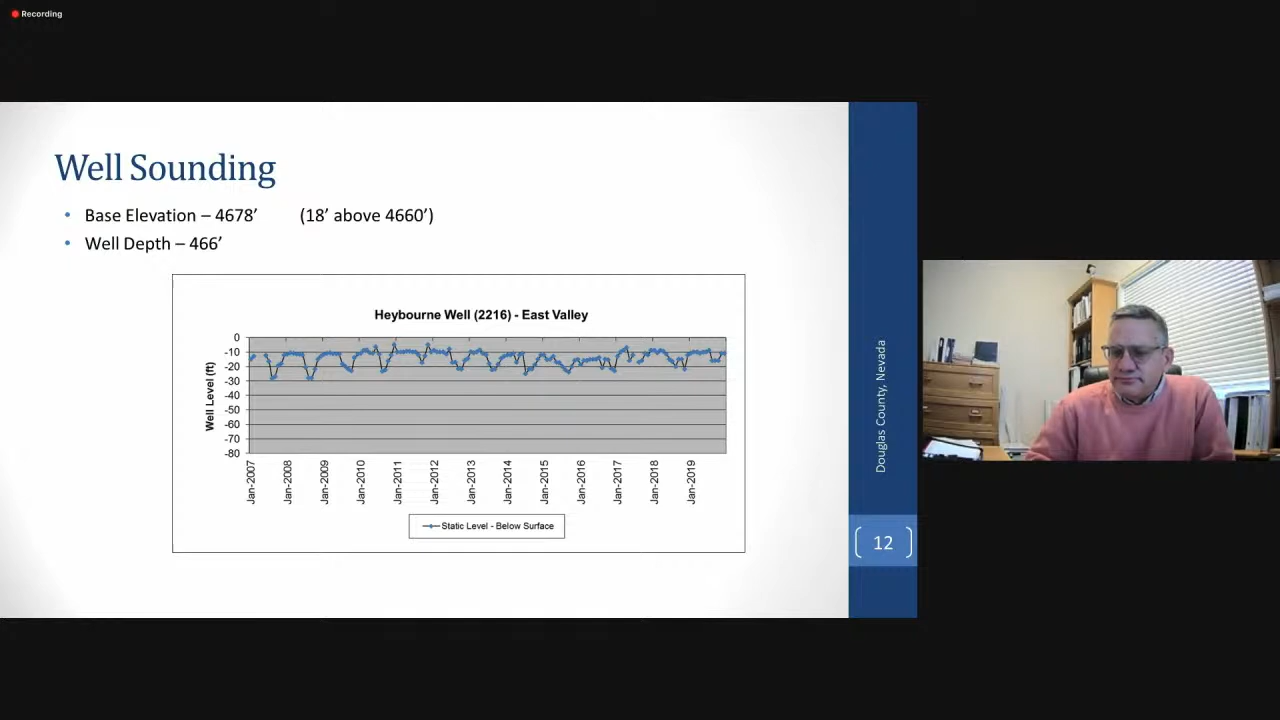 Recording
Well Sounding
• Base Elevation – 4678’ (18’ above 4660’)
• Well Depth – 466’
Heybourne Well (2216) - East Valley
Well Level (ft)
0
-10
-20
-30
-40
-50
-60
-70
-80
Jan-2007
Jan-2008
Jan-2009
Jan-2010
Jan-2011
Jan-2012
Jan-2013
Jan-2014
Jan-2015
Jan-2016
Jan-2017
Jan-2018
Jan-2019
Static Level - Below Surface
Douglas County, Nevada
12